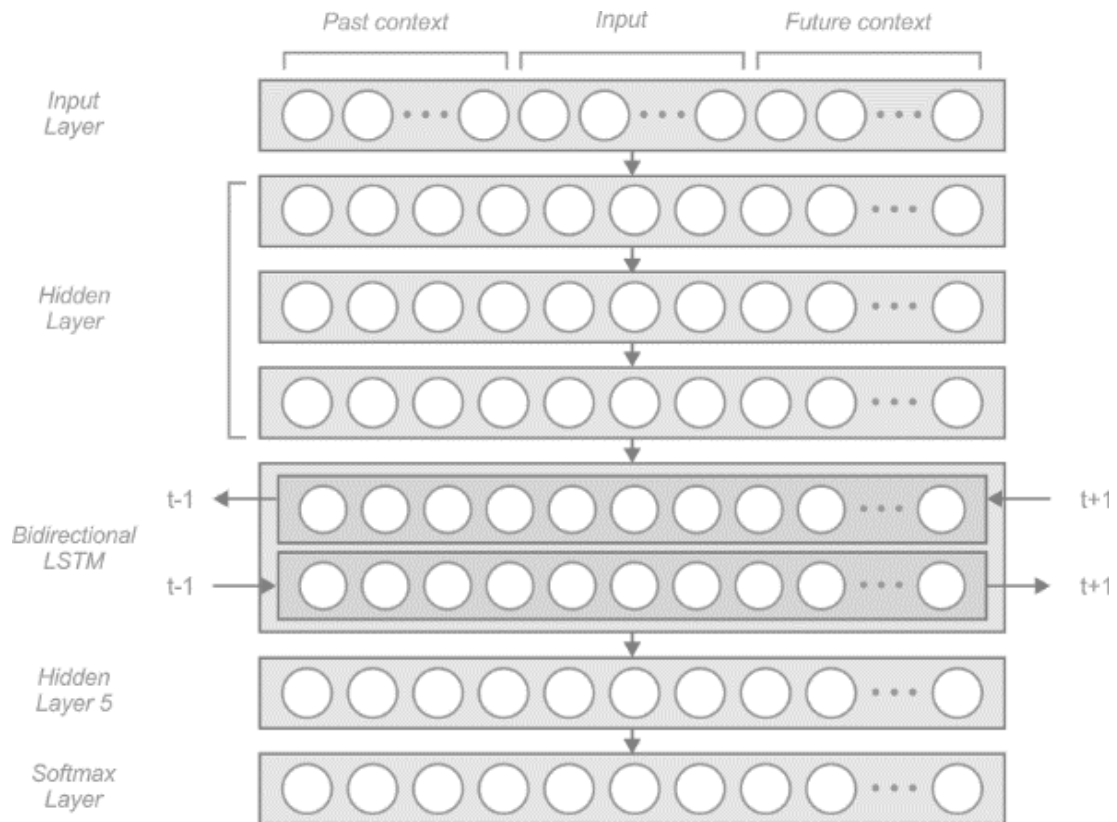 Past context
Input
Future context
Input
Layer
Hidden
Layer
t-1
t+1
Bidirectional
LSTM
t-1
t+1
Hidden
Layer 5
Softmax
Layer